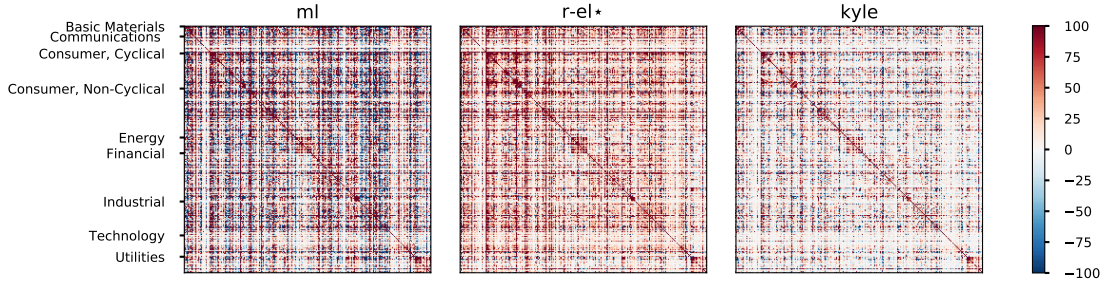 ml
r-el⋆
kyle
Basic Materials
Communications
Consumer, Cyclical
Consumer, Non-Cyclical
Energy
Financial
Industrial
Technology
Utilities
100
75
50
25
0
−25
−50
−75
−100